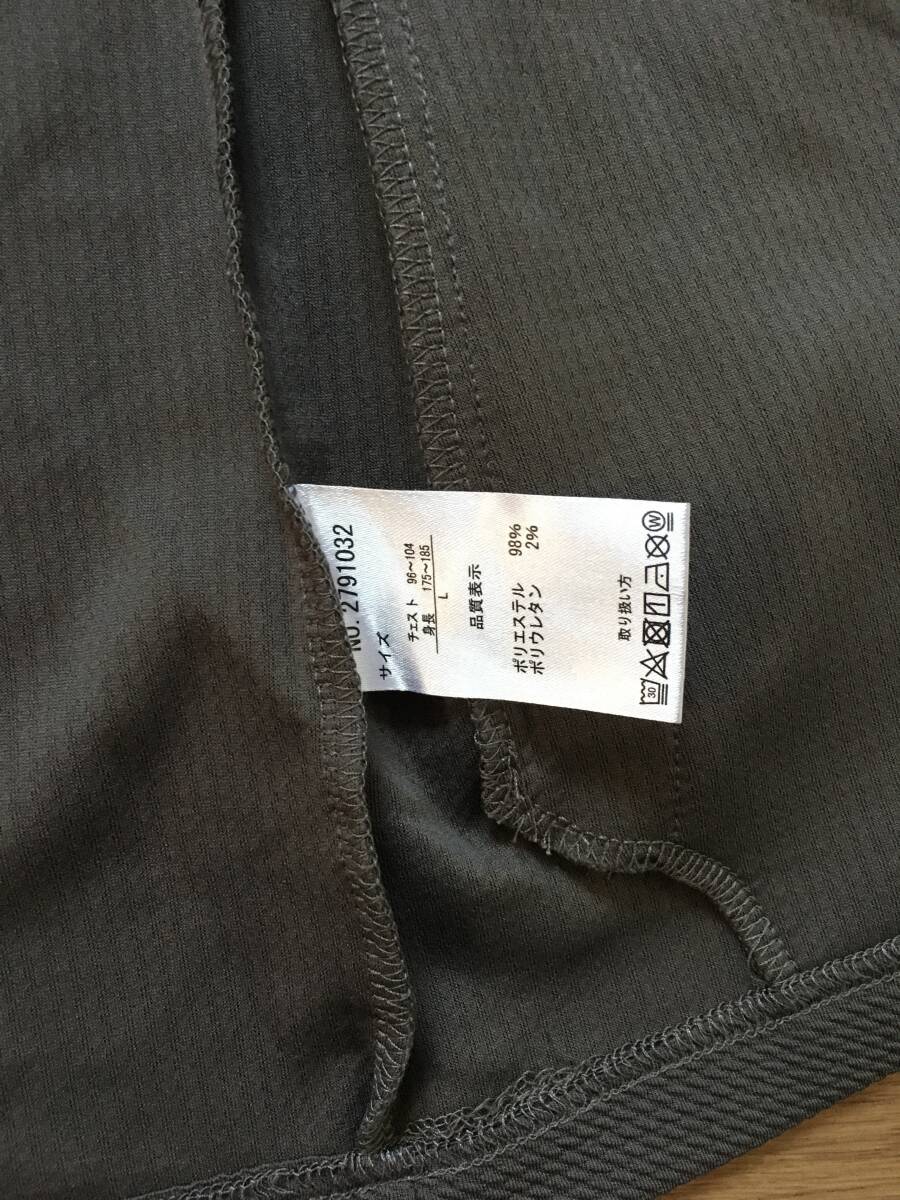 NO. 2791032
サイズ
チェスト 96～104
身長 175～185
L
品質表示
ポリエステル 98%
ポリウレタン 2%
取り扱い方
30 W